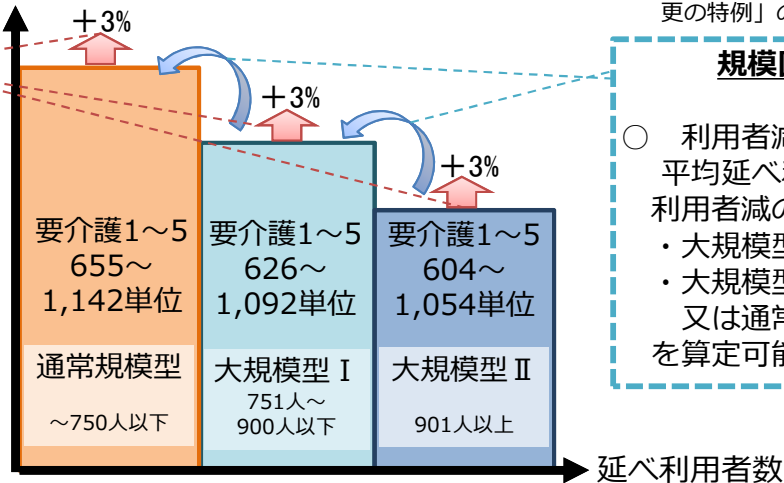 更の特例」の
+3%
+3%
+3%
要介護1～5
655～
1,142単位
通常規模型
～750人以下
要介護1～5
626～
1,092単位
大規模型Ⅰ
751人～
900人以下
要介護1～5
604～
1,054単位
大規模型Ⅱ
901人以上
延べ利用者数
規模
○ 利用者減
平均延べ
利用者減の
・大規模型
・大規模型
又は通常
を算定可能